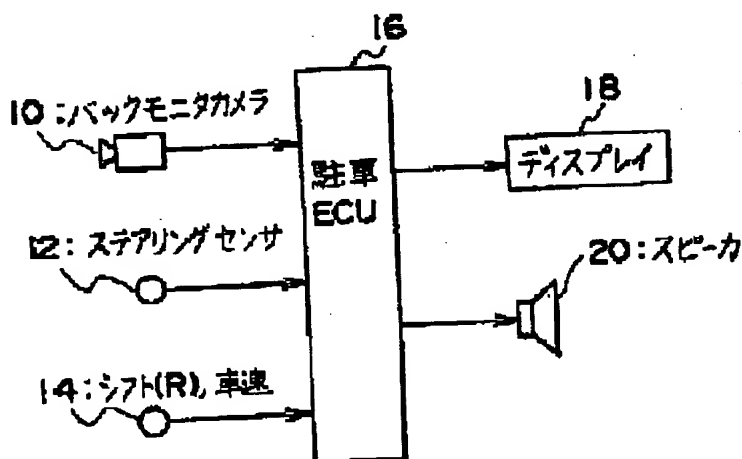 16
10:バックモニタカメラ
18
ディスプレイ
駐車
ECU
12:ステアリングセンサ
20:スピーカ
14:シフト(R),車速